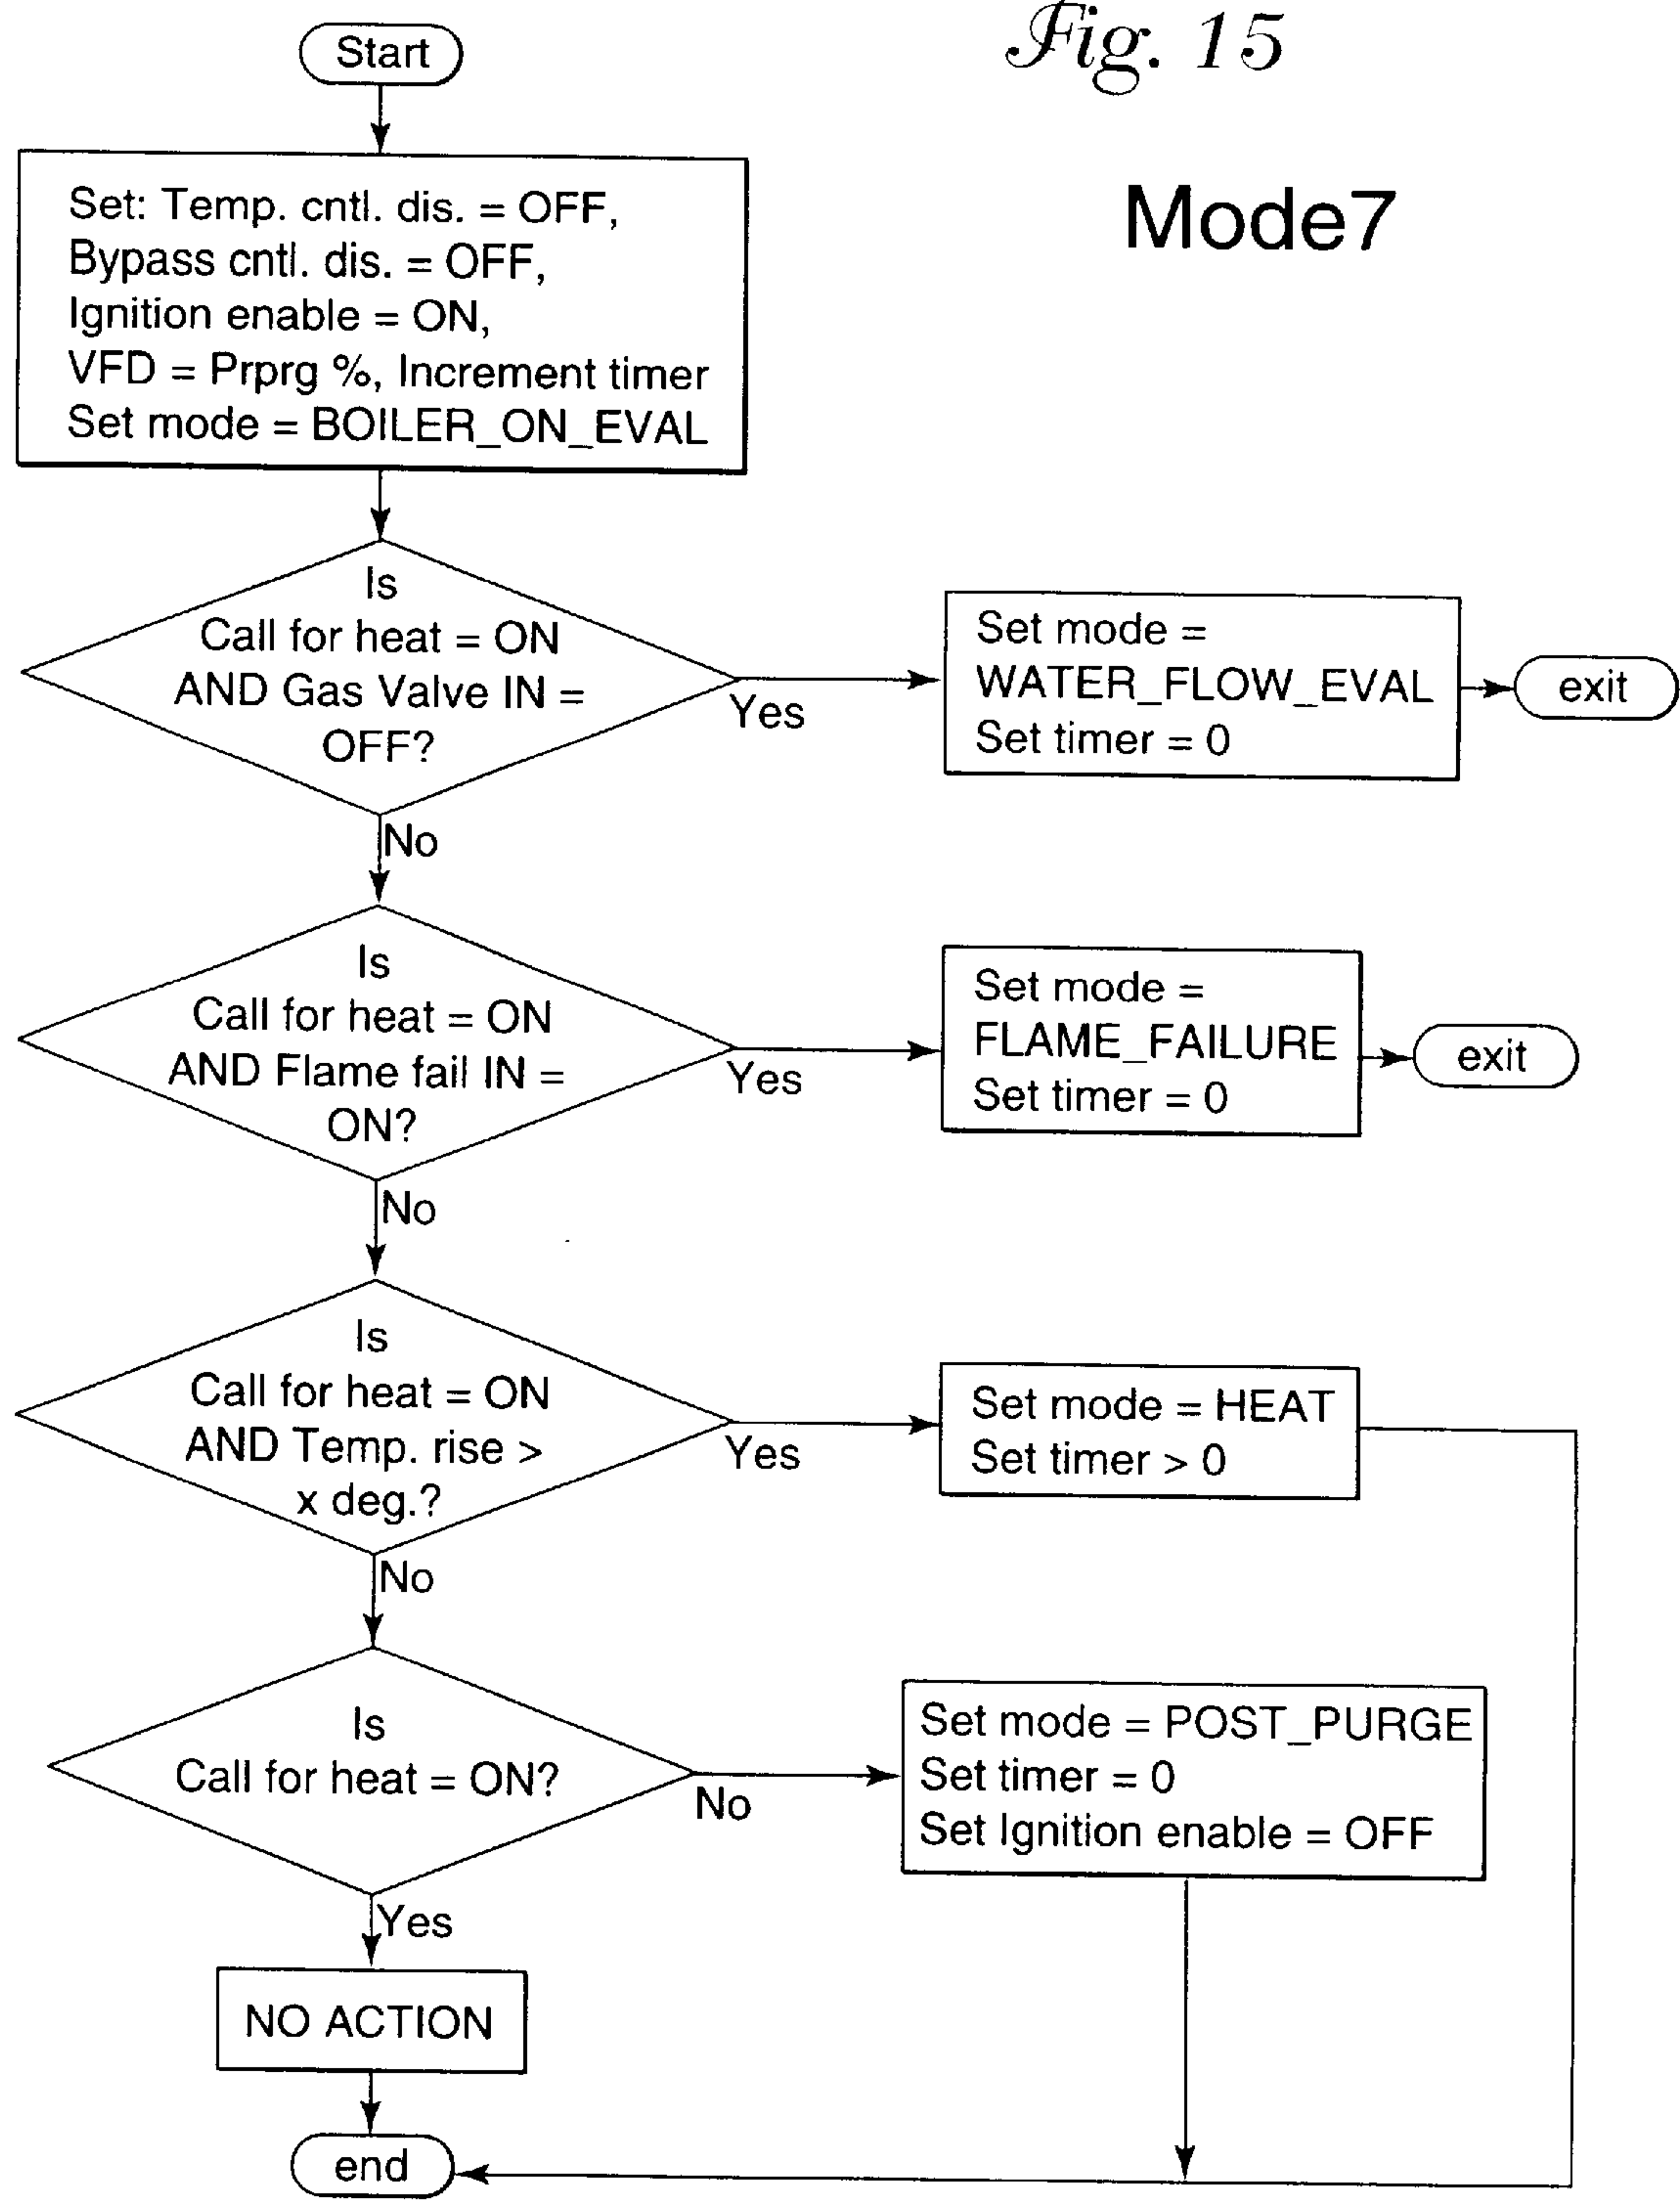 Fig. 15
Mode7
Start
Set: Temp. cntl. dis. = OFF,
Bypass cntl. dis. = OFF,
Ignition enable = ON,
VFD = Prprg %, Increment timer
Set mode = BOILER_ON_EVAL
Is
Call for heat = ON
AND Gas Valve IN =
OFF?
Yes
Set mode =
WATER_FLOW_EVAL
Set timer = 0
exit
No
Is
Call for heat = ON
AND Flame fail IN =
ON?
Yes
Set mode =
FLAME_FAILURE
Set timer = 0
exit
No
Is
Call for heat = ON
AND Temp. rise >
x deg.?
Yes
Set mode = HEAT
Set timer > 0
No
Is
Call for heat = ON?
No
Set mode = POST_PURGE
Set timer = 0
Set Ignition enable = OFF
Yes
NO ACTION
end